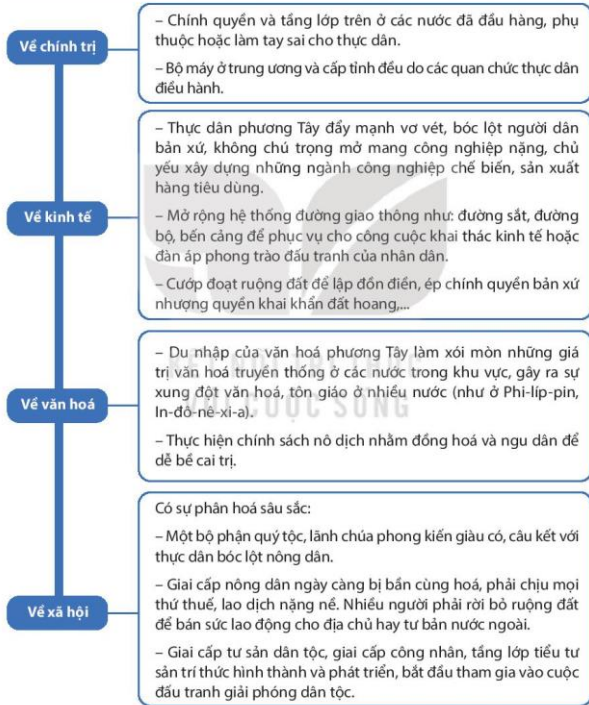 Về chính trị
– Chính quyền và tầng lớp trên ở các nước đã đầu hàng, phụ
thuộc hoặc làm tay sai cho thực dân.
– Bộ máy ở trung ương và cấp tỉnh đều do các quan chức thực dân
điều hành.
Về kinh tế
– Thực dân phương Tây đẩy mạnh vơ vét, bóc lột người dân
bản xứ, không chú trọng mở mang công nghiệp nặng, chủ
yếu xây dựng những ngành công nghiệp chế biến, sản xuất
hàng tiêu dùng.
– Mở rộng hệ thống đường giao thông như: đường sắt, đường
bộ, bến cảng để phục vụ cho công cuộc khai thác kinh tế hoặc
đàn áp phong trào đấu tranh của nhân dân.
– Cướp đoạt ruộng đất để lập đồn điền, ép chính quyền bản xứ
nhượng quyền khai khẩn đất hoang,...
Về văn hoá
– Du nhập của văn hoá phương Tây làm xói mòn những giá
trị văn hoá truyền thống ở các nước trong khu vực, gây ra sự
xung đột văn hoá, tôn giáo ở nhiều nước (như ở Phi-líp-pin,
In-đô-nê-xi-a).
– Thực hiện chính sách nô dịch nhằm đồng hoá và ngu dân để
dễ bề cai trị.
Về xã hội
Có sự phân hoá sâu sắc:
– Một bộ phận quý tộc, lãnh chúa phong kiến giàu có, câu kết với
thực dân bóc lột nông dân.
– Giai cấp nông dân ngày càng bị bần cùng hoá, phải chịu mọi
thứ thuế, lao dịch nặng nề. Nhiều người phải rời bỏ ruộng đất
để bán sức lao động cho địa chủ hay tư bản nước ngoài.
– Giai cấp tư sản dân tộc, giai cấp công nhân, tầng lớp tiểu tư
sản trí thức hình thành và phát triển, bắt đầu tham gia vào cuộc
đấu tranh giải phóng dân tộc.
CUỘC SỐNG